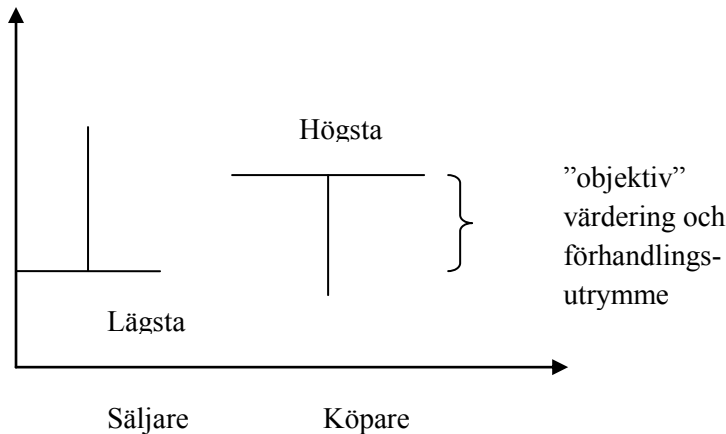 Högsta
”objektiv”
värdering och
förhandlings-
utrymme
Lägsta
Säljare
Köpare